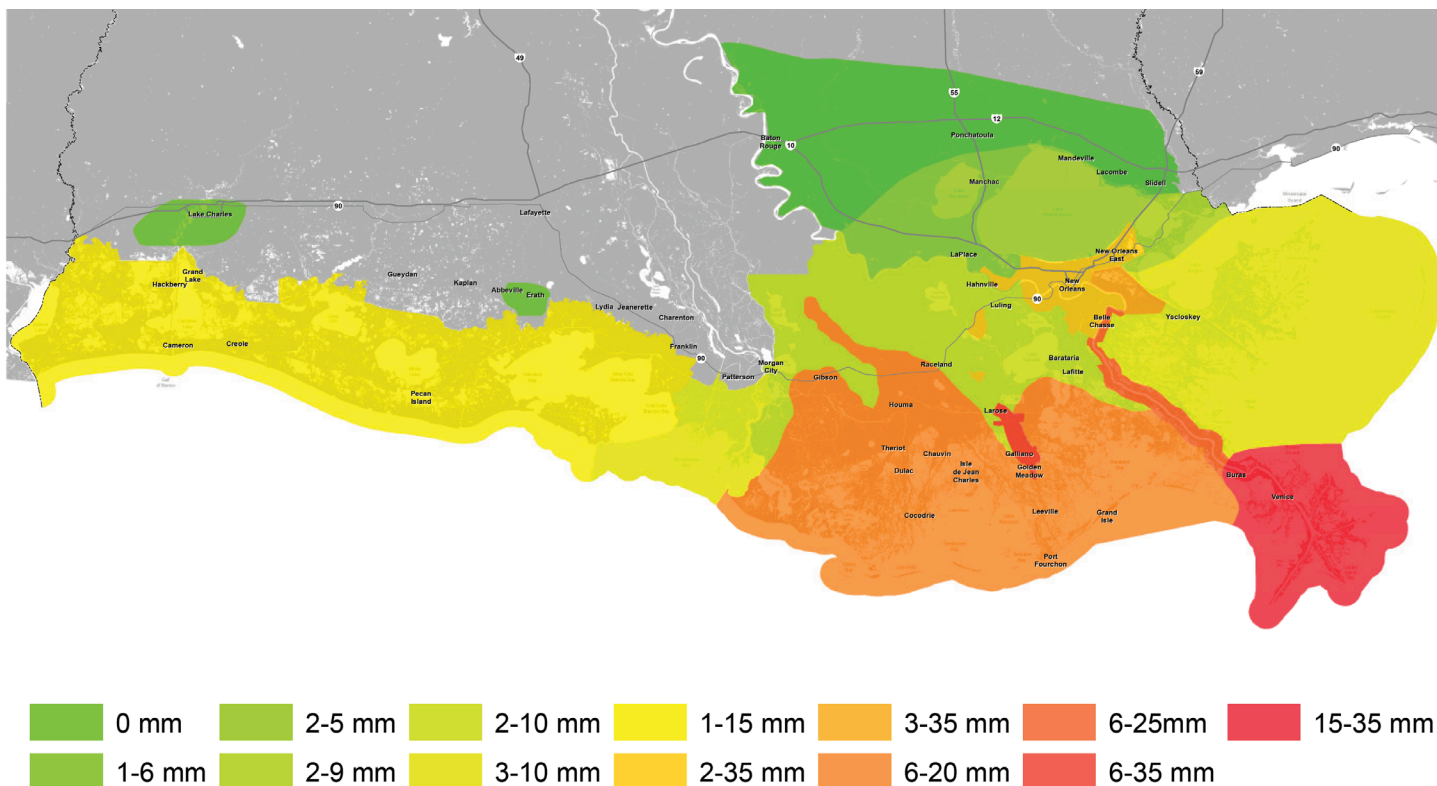 49
59
55
12
Baton
Rouge
10
Ponchatoula
90
Mandeville
Lacombe
Manchac
Slidell
Lake Charles
90
Lafayette
New Orleans
East
LaPlace
Grand
Lake
Hackberry
Gueydan
Kaplan
Abbeville
Erath
Hahnville
New
Orleans
90
Luling
Lydia
Jeanerette
Charenton
Belle
Chasse
Yscloskey
Cameron
Creole
Franklin
90
Morgan
City
Patterson
Gibson
Raceland
Barataria
Lafitte
Pecan
Island
Houma
Larose
Theriot
Chauvin
Dulac
Isle
de Jean
Charles
Galliano
Golden
Meadow
Buras
Venice
Cocodrie
Leeville
Grand
Isle
Port
Fourchon
0 mm
2-5 mm
2-10 mm
1-15 mm
3-35 mm
6-25mm
15-35 mm
1-6 mm
2-9 mm
3-10 mm
2-35 mm
6-20 mm
6-35 mm